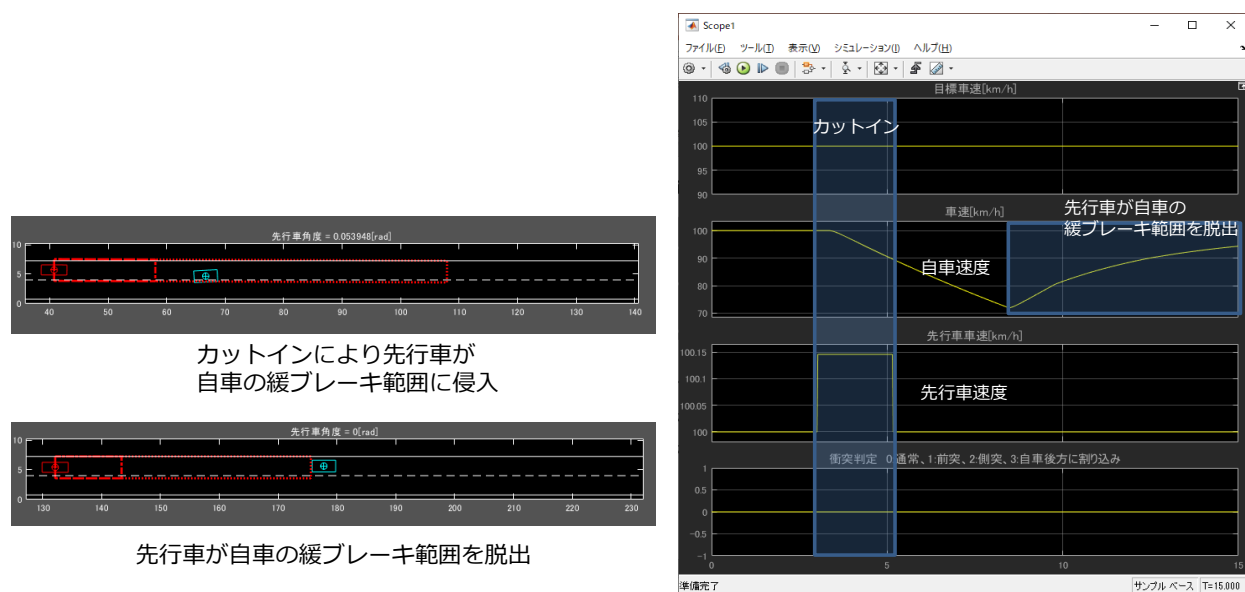 先行車角度 = 0.053948[rad]
10
5
0
40 50 60 70 80 90 100 110 120 130 140
カットインにより先行車が
自車の緩ブレーキ範囲に侵入
先行車角度 = 0[rad]
10
5
0
130 140 150 160 170 180 190 200 210 220 230
先行車が自車の緩ブレーキ範囲を脱出
Scope1
ファイル(F) ツール(T) 表示(V) シミュレーション(I) ヘルプ(H)
目標車速[km/h]
110
105
100
95
90
カットイン
車速[km/h]
100
90
80
70
先行車が自車の
緩ブレーキ範囲を脱出
自車速度
先行車車速[km/h]
100.15
100.1
100.05
100
先行車速度
衝突判定 0:通常、1:前突、2:側突、3:自車後方に割り込み
1
0.5
0
-0.5
-1
0 5 10 15
準備完了
サンプル ベース T=15.000